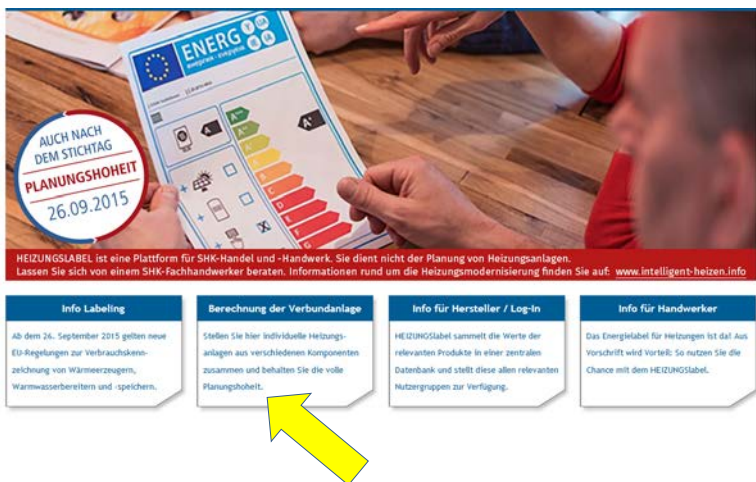 ENERG
Y UA
IE IA
A
A
AUCH NACH
DEM STICHTAG
PLANUNGSHOHEIT
26.09.2015
HEIZUNGSLABEL ist eine Plattform für SHK-Handel und -Handwerk. Sie dient nicht der Planung von Heizungsanlagen.
Lassen Sie sich von einem SHK-Fachhandwerker beraten. Informationen rund um die Heizungsmodernisierung finden Sie auf: www.intelligent-heizen.info
Info Labeling
Ab dem 26. September 2015 gelten neue
EU-Regelungen zur Verbrauchskenn-
zeichnung von Wärmeerzeugern,
Warmwasserbereitern und -speichern.
Berechnung der Verbundanlage
Stellen Sie hier individuelle Heizungs-
anlagen aus verschiedenen Komponenten
zusammen und behalten Sie die volle
Planungshoheit.
Info für Hersteller / Log-In
HEIZUNGSlabel sammelt die Werte der
relevanten Produkte in einer zentralen
Datenbank und stellt diese allen relevanten
Nutzergruppen zur Verfügung.
Info für Handwerker
Das Energielabel für Heizungen ist da! Aus
Vorschrift wird Vorteil: So nutzen Sie die
Chance mit dem HEIZUNGSlabel.